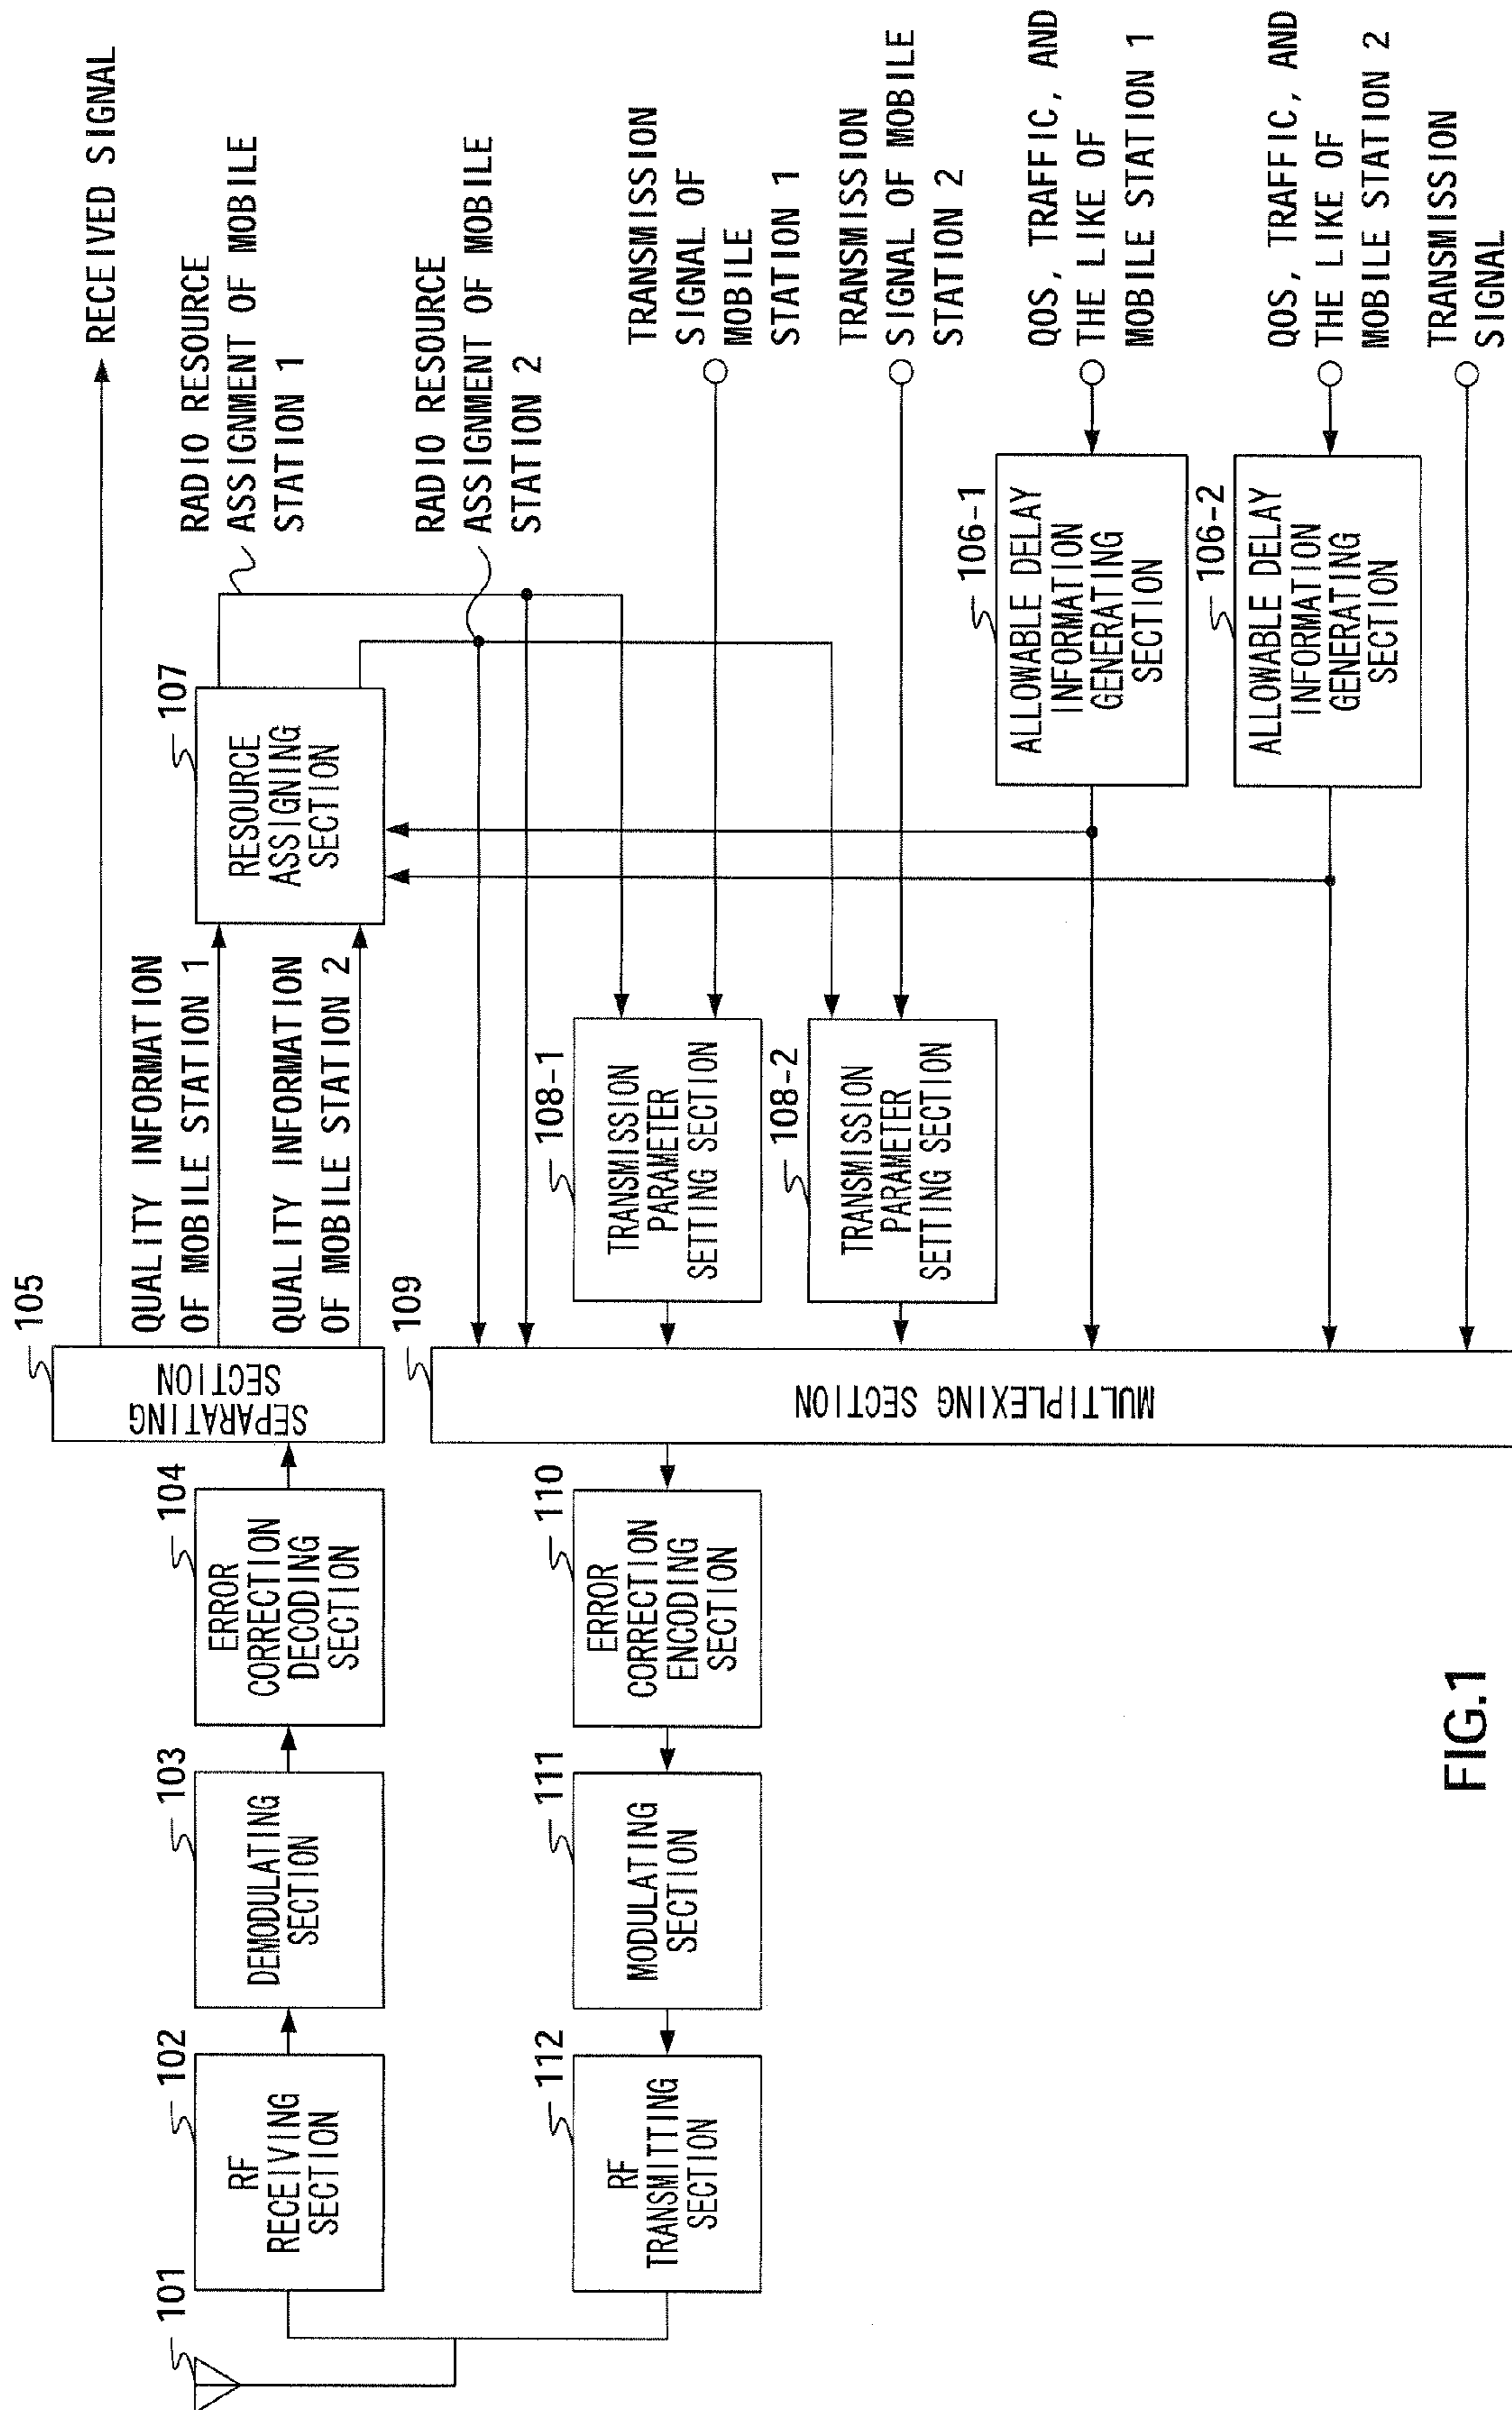 101
102
RF
RECEIVING
SECTION
103
DEMODULATING
SECTION
104
ERROR
CORRECTION
DECODING
SECTION
105
SEPARATING
SECTION
RECEIVED SIGNAL
QUALITY INFORMATION
OF MOBILE STATION 1
QUALITY INFORMATION
OF MOBILE STATION 2
107
RESOURCE
ASSIGNING
SECTION
RADIO RESOURCE
ASSIGNMENT OF MOBILE
STATION 1
RADIO RESOURCE
ASSIGNMENT OF MOBILE
STATION 2
112
RF
TRANSMITTING
SECTION
111
MODULATING
SECTION
110
ERROR
CORRECTION
ENCODING
SECTION
109
MULTIPLEXING SECTION
108-1
TRANSMISSION
PARAMETER
SETTING SECTION
108-2
TRANSMISSION
PARAMETER
SETTING SECTION
TRANSMISSION
SIGNAL OF
MOBILE
STATION 1
TRANSMISSION
SIGNAL OF MOBILE
STATION 2
106-1
ALLOWABLE DELAY
INFORMATION
GENERATING
SECTION
QOS, TRAFFIC, AND
THE LIKE OF
MOBILE STATION 1
106-2
ALLOWABLE DELAY
INFORMATION
GENERATING
SECTION
QOS, TRAFFIC, AND
THE LIKE OF
MOBILE STATION 2
TRANSMISSION
SIGNAL
FIG.1